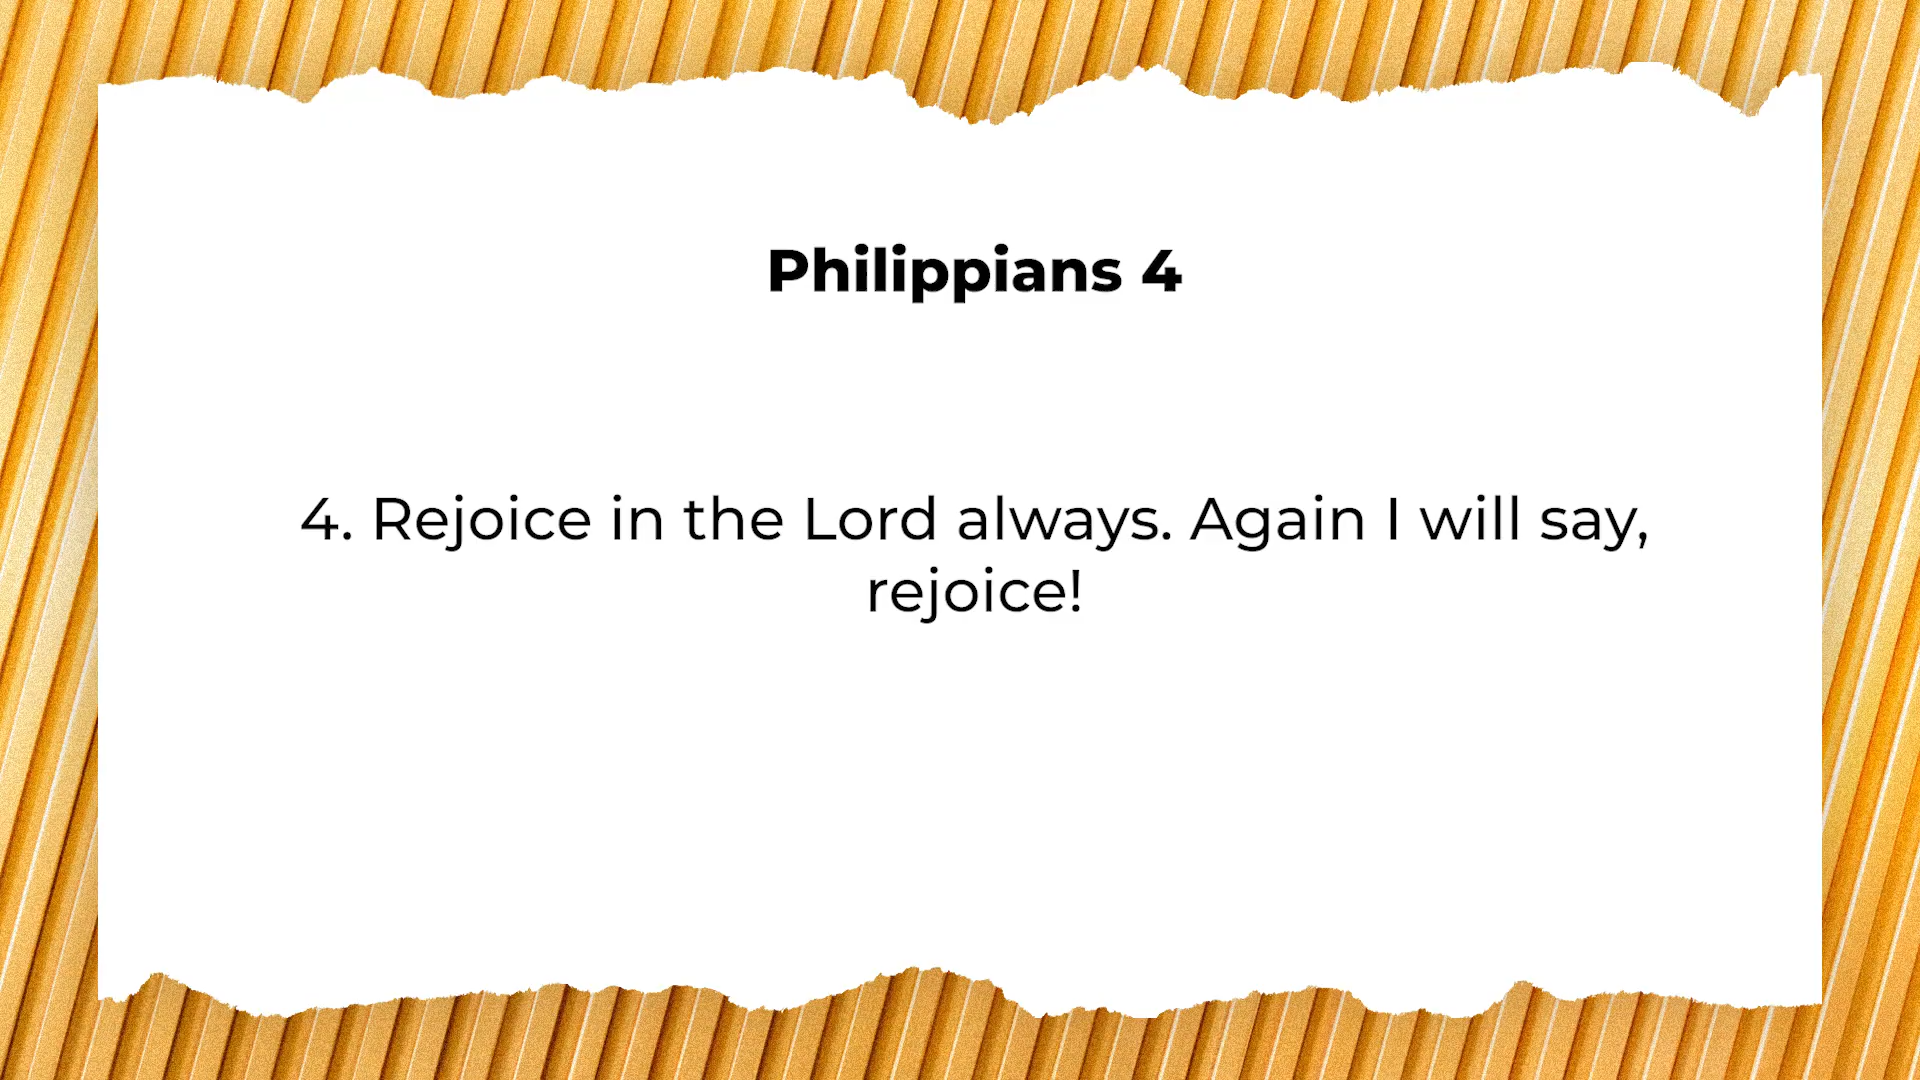 Philippians 4
4. Rejoice in the Lord always. Again I will say,
rejoice!